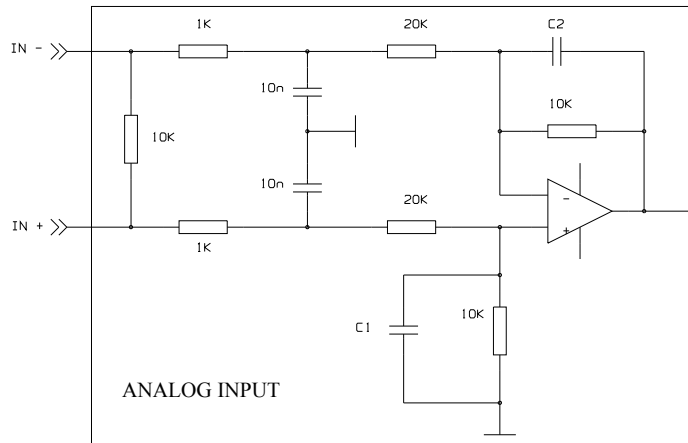 1K
20K
C2
IN -
10n
10K
10K
10n
20K
-
IN +
+
1K
C1
10K
ANALOG INPUT